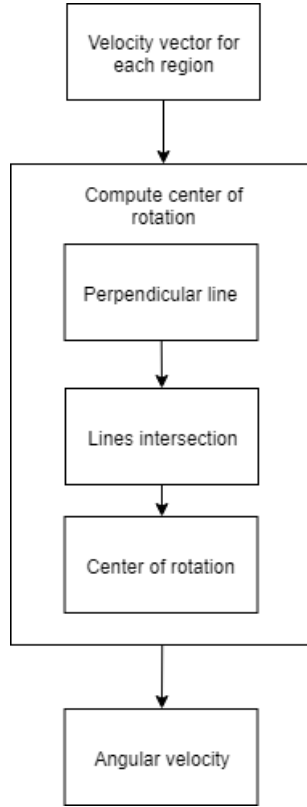 Velocity vector for
each region
Compute center of
rotation
Perpendicular line
Lines intersection
Center of rotation
Angular velocity